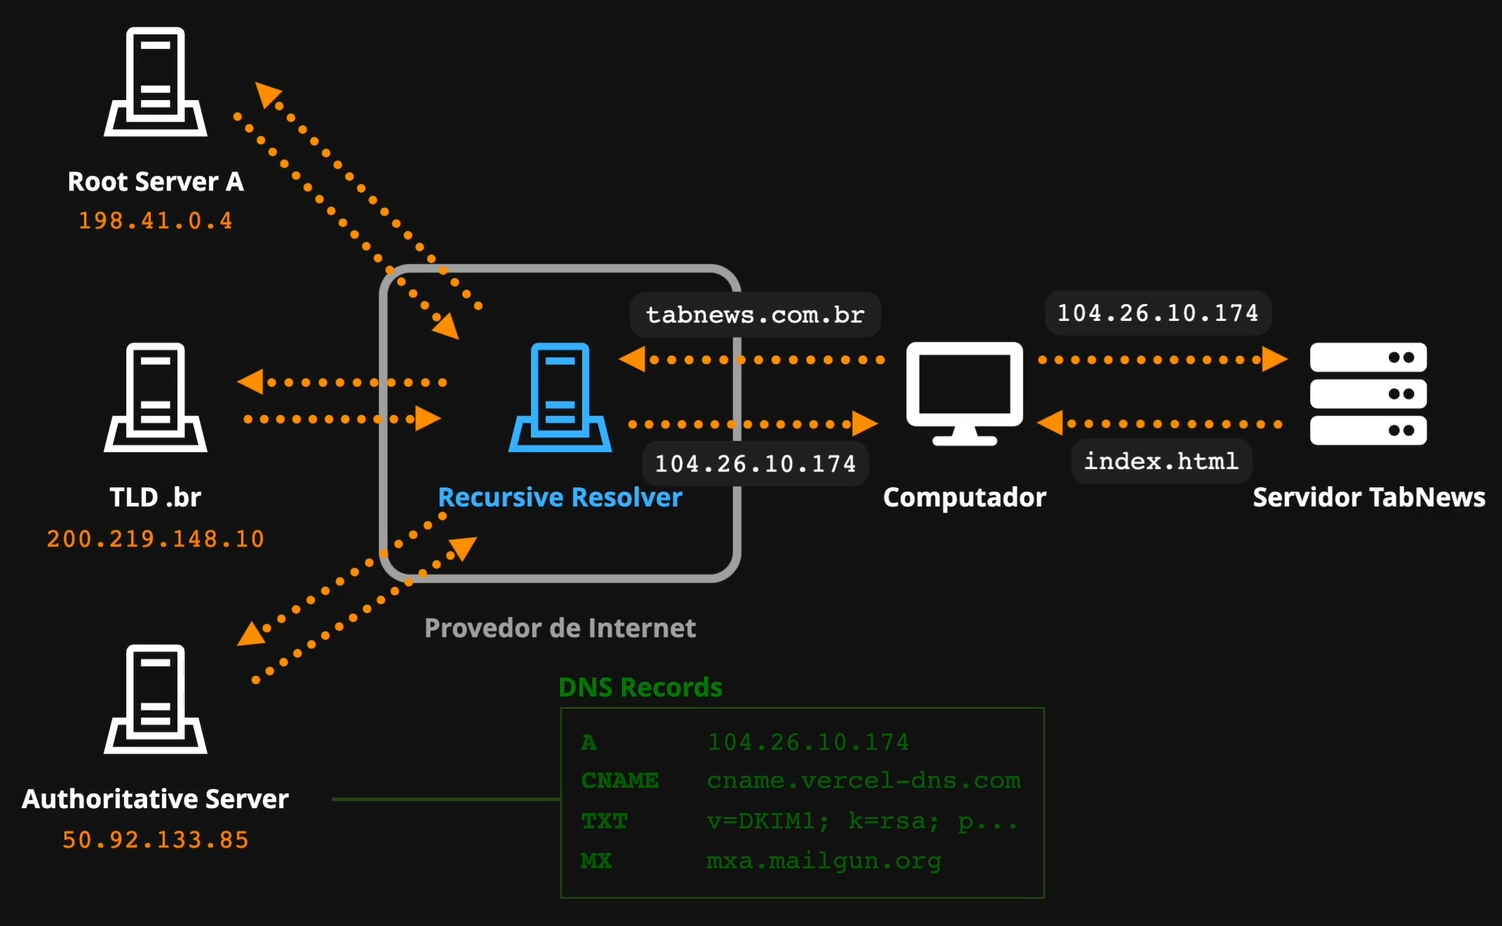 Root Server A
198.41.0.4
tabnews.com.br
104.26.10.174
104.26.10.174
index.html
TLD .br
200.219.148.10
Recursive Resolver
Computador
Servidor TabNews
Provedor de Internet
Authoritative Server
50.92.133.85
DNS Records
A 104.26.10.174
CNAME cname.vercel-dns.com
TXT v=DKIM1; k=rsa; p...
MX mxa.mailgun.org